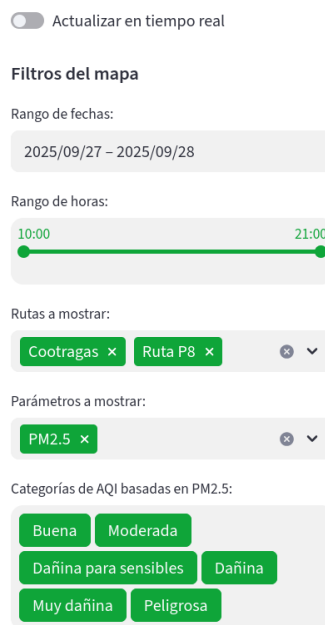 Actualizar en tiempo real
Filtros del mapa
Rango de fechas:
2025/09/27 – 2025/09/28
Rango de horas:
10:00 21:00
Rutas a mostrar:
Cootragas × Ruta P8 ×
Parámetros a mostrar:
PM2.5 ×
Categorías de AQI basadas en PM2.5:
Buena Moderada
Dañina para sensibles Dañina
Muy dañina Peligrosa